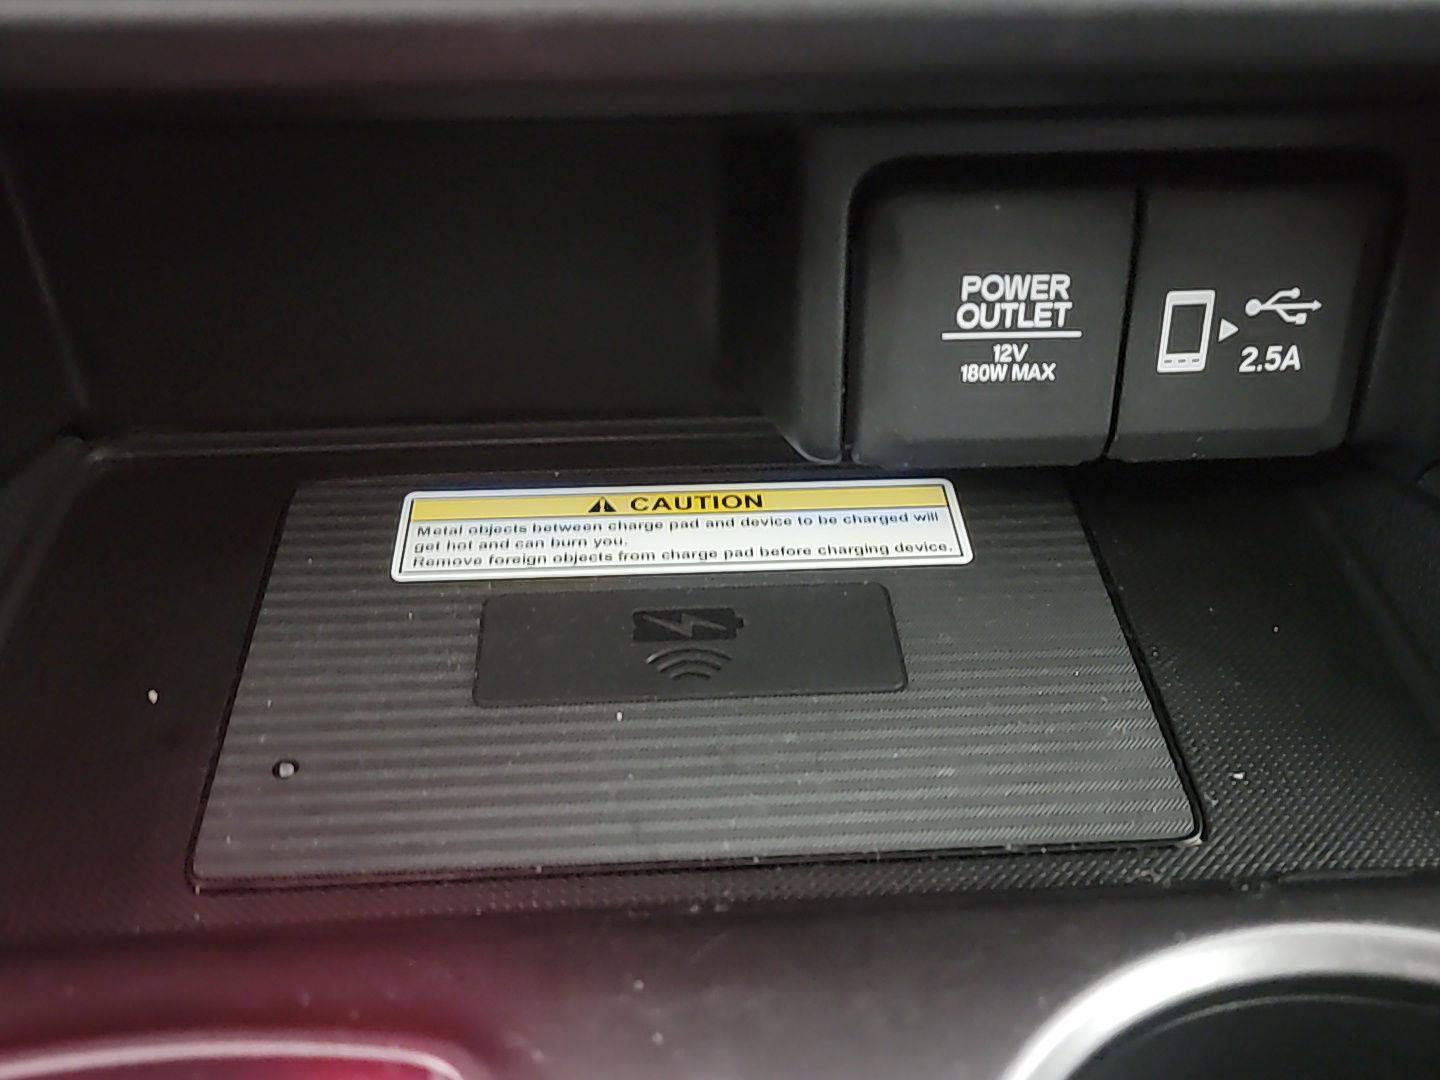 POWER
OUTLET
12V
180W MAX
2.5A
CAUTION
Metal objects between charge pad and device to be charged will
get hot and can burn you.
Remove foreign objects from charge pad before charging device.